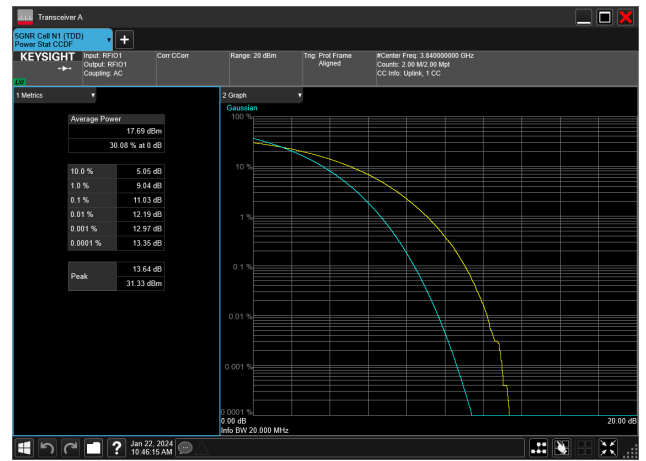 Transceiver A
5GNR Cell N1 (TDD)
Power Stat CCDF
KEYSIGHT
LXI
Input: RFIO1
Output: RFIO1
Coupling: AC
Corr CCorr
Range: 20 dBm
Trig: Prot Frame
Aligned
#Center Freq: 3.840000000 GHz
Counts: 2.00 M/2.00 Mpt
CC Info: Uplink, 1 CC
1 Metrics
Average Power
17.69 dBm
30.08 % at 0 dB
10.0 % 5.05 dB
1.0 % 9.04 dB
0.1 % 11.03 dB
0.01 % 12.19 dB
0.001 % 12.97 dB
0.0001 % 13.35 dB
Peak
13.64 dB
31.33 dBm
2 Graph
Gaussian
100 %
10 %
1 %
0.1 %
0.01 %
0.001 %
0.0001 %
0.00 dB
20.00 dB
Info BW 20.000 MHz
?
Jan 22, 2024
10:46:15 AM